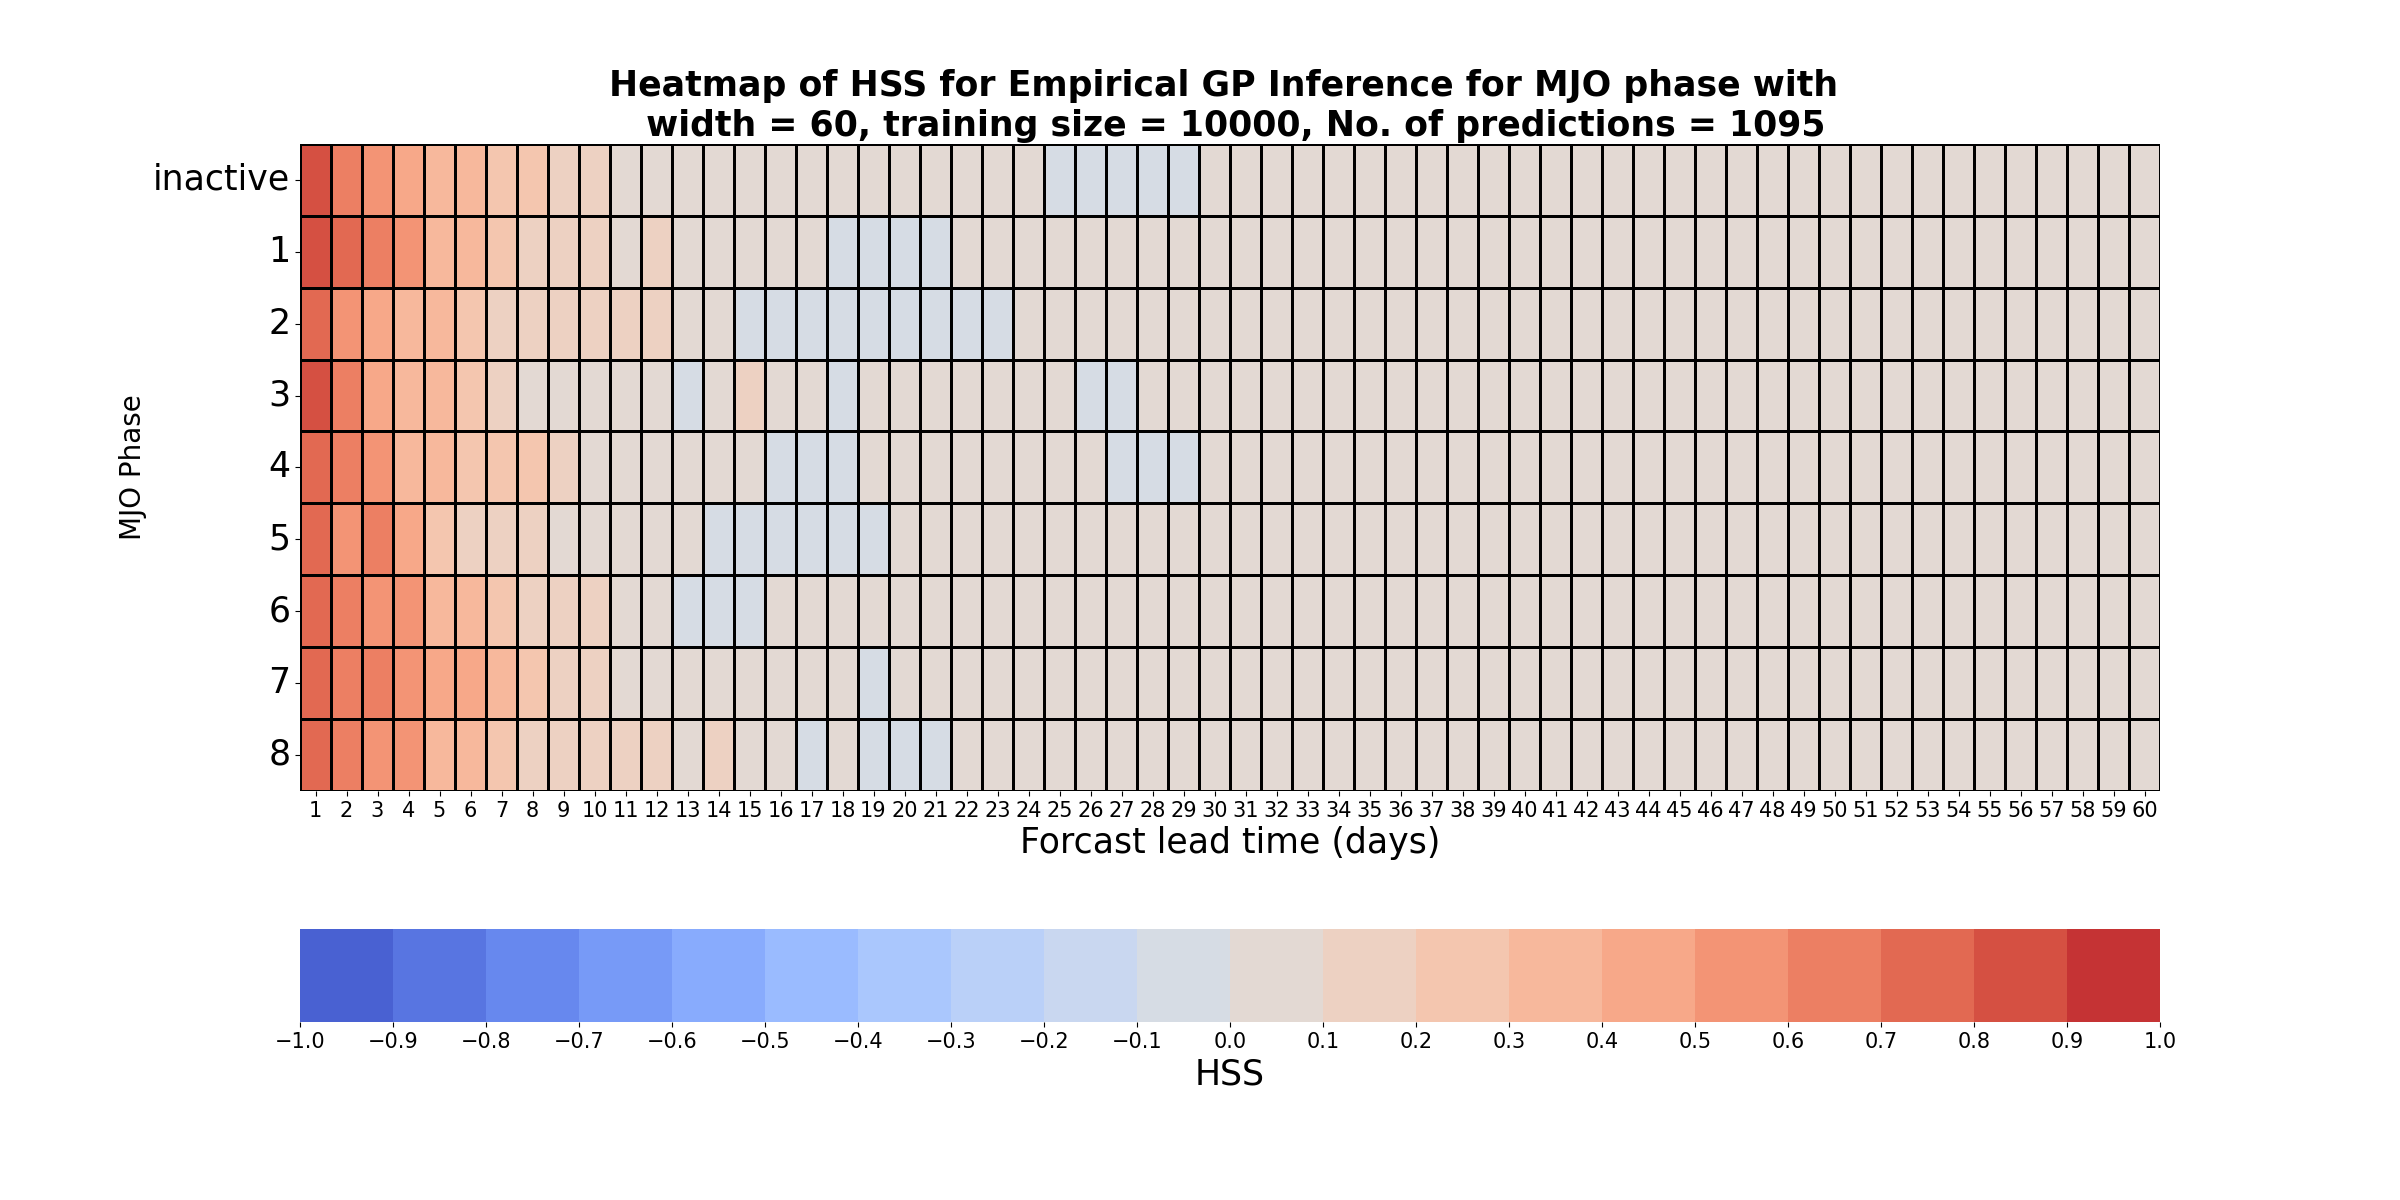 Heatmap of HSS for Empirical GP Inference for MJO phase with
width = 60, training size = 10000, No. of predictions = 1095
MJO Phase
inactive
1
2
3
4
5
6
7
8
1 2 3 4 5 6 7 8 9 10 11 12 13 14 15 16 17 18 19 20 21 22 23 24 25 26 27 28 29 30 31 32 33 34 35 36 37 38 39 40 41 42 43 44 45 46 47 48 49 50 51 52 53 54 55 56 57 58 59 60
Forcast lead time (days)
−1.0 −0.9 −0.8 −0.7 −0.6 −0.5 −0.4 −0.3 −0.2 −0.1 0.0 0.1 0.2 0.3 0.4 0.5 0.6 0.7 0.8 0.9 1.0
HSS